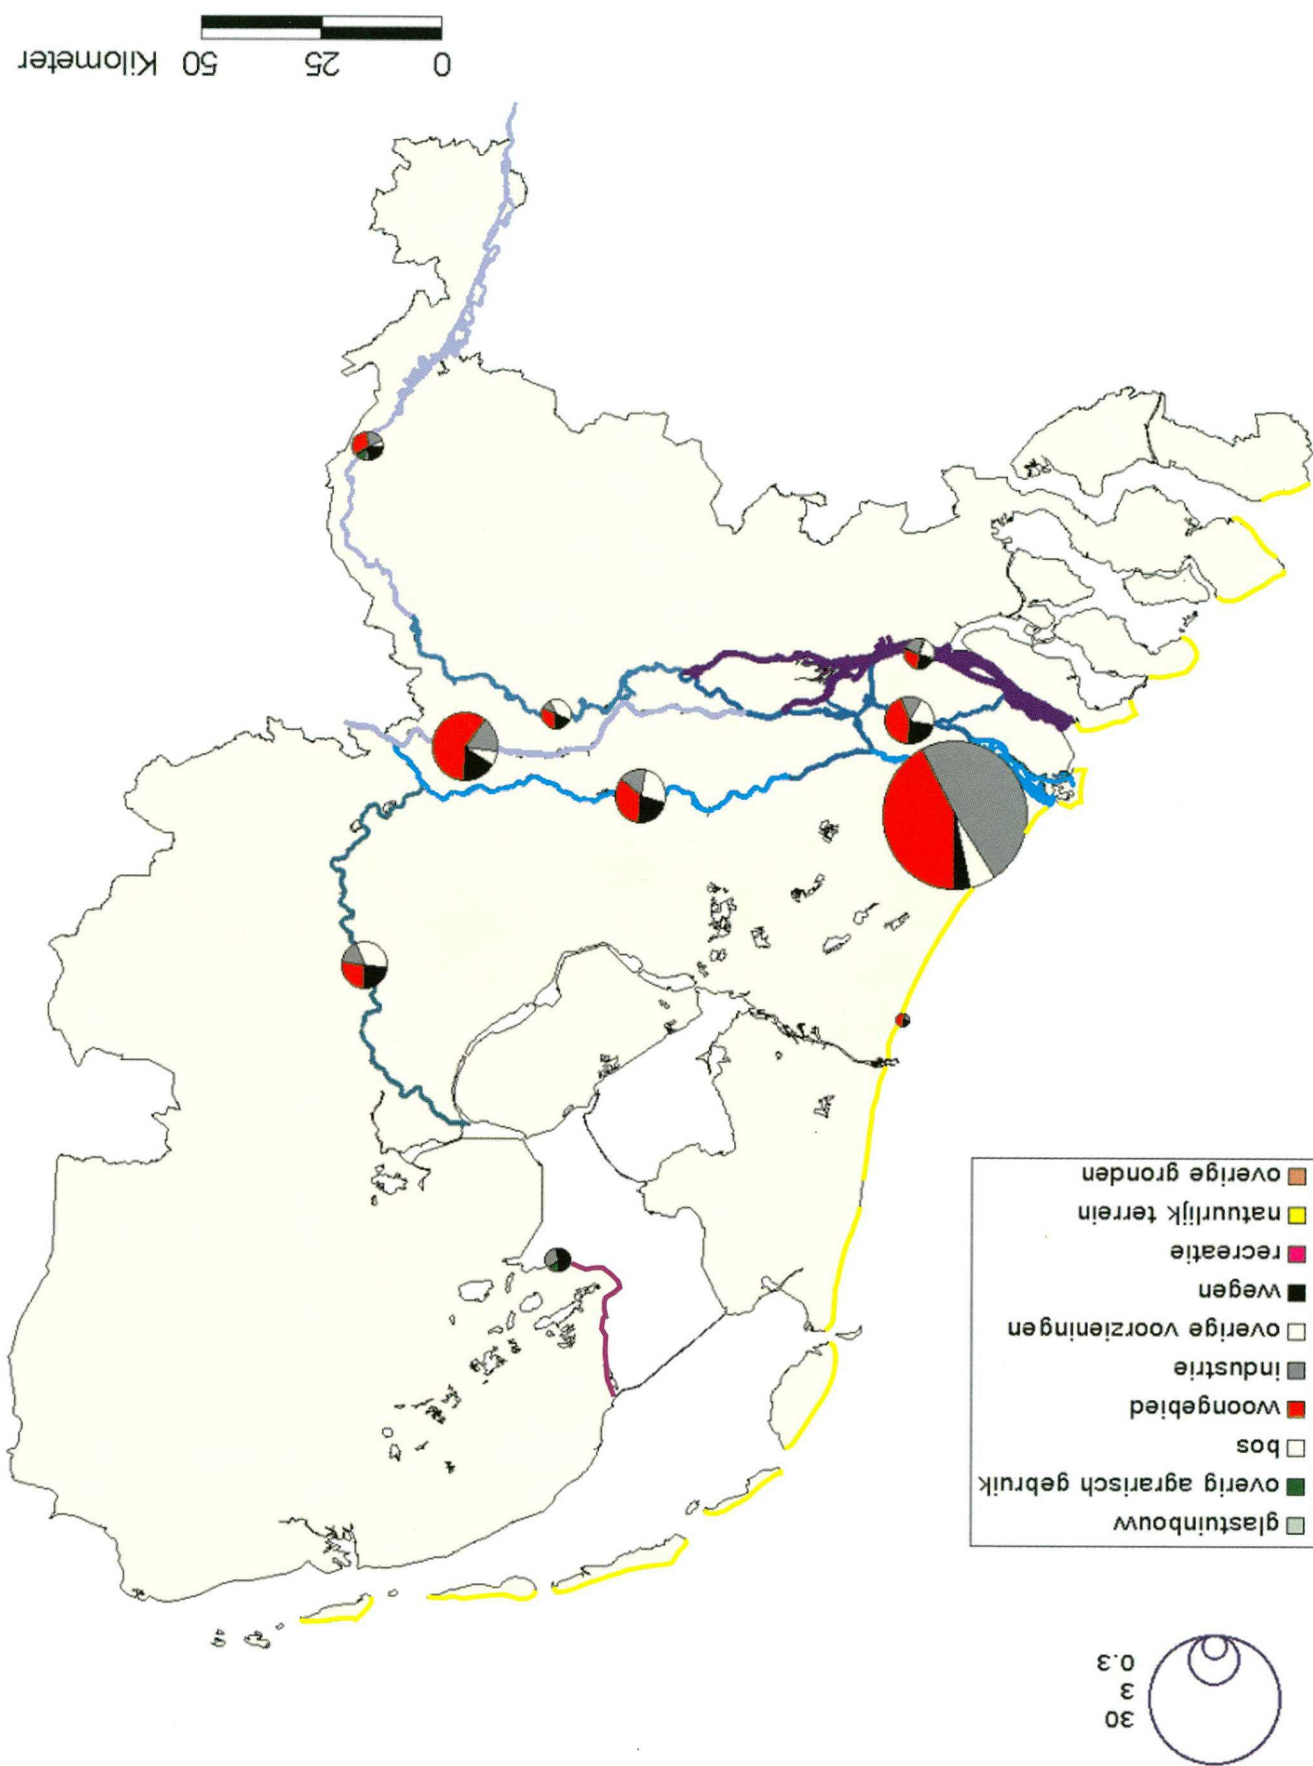 30
3
0.3
glastuinbouw
overig agrarisch gebruik
bos
woongebied
industrie
overige voorzieningen
wegen
recreatie
natuurlijk terrein
overige gronden
0 25 50 Kilometer